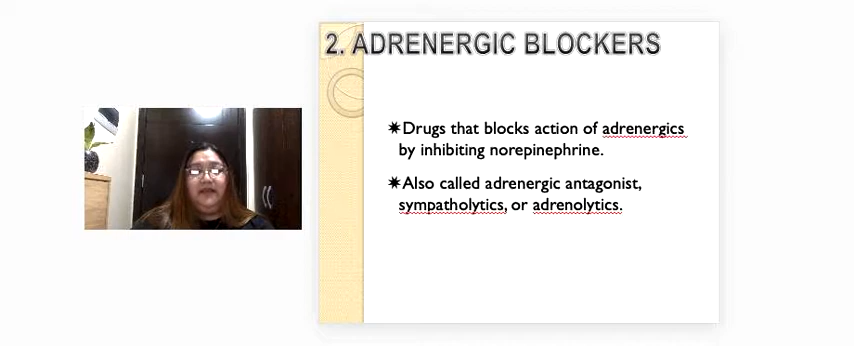 2. ADRENERGIC BLOCKERS
✷Drugs that blocks action of adrenergics
by inhibiting norepinephrine.
✷Also called adrenergic antagonist,
sympatholytics, or adrenolytics.